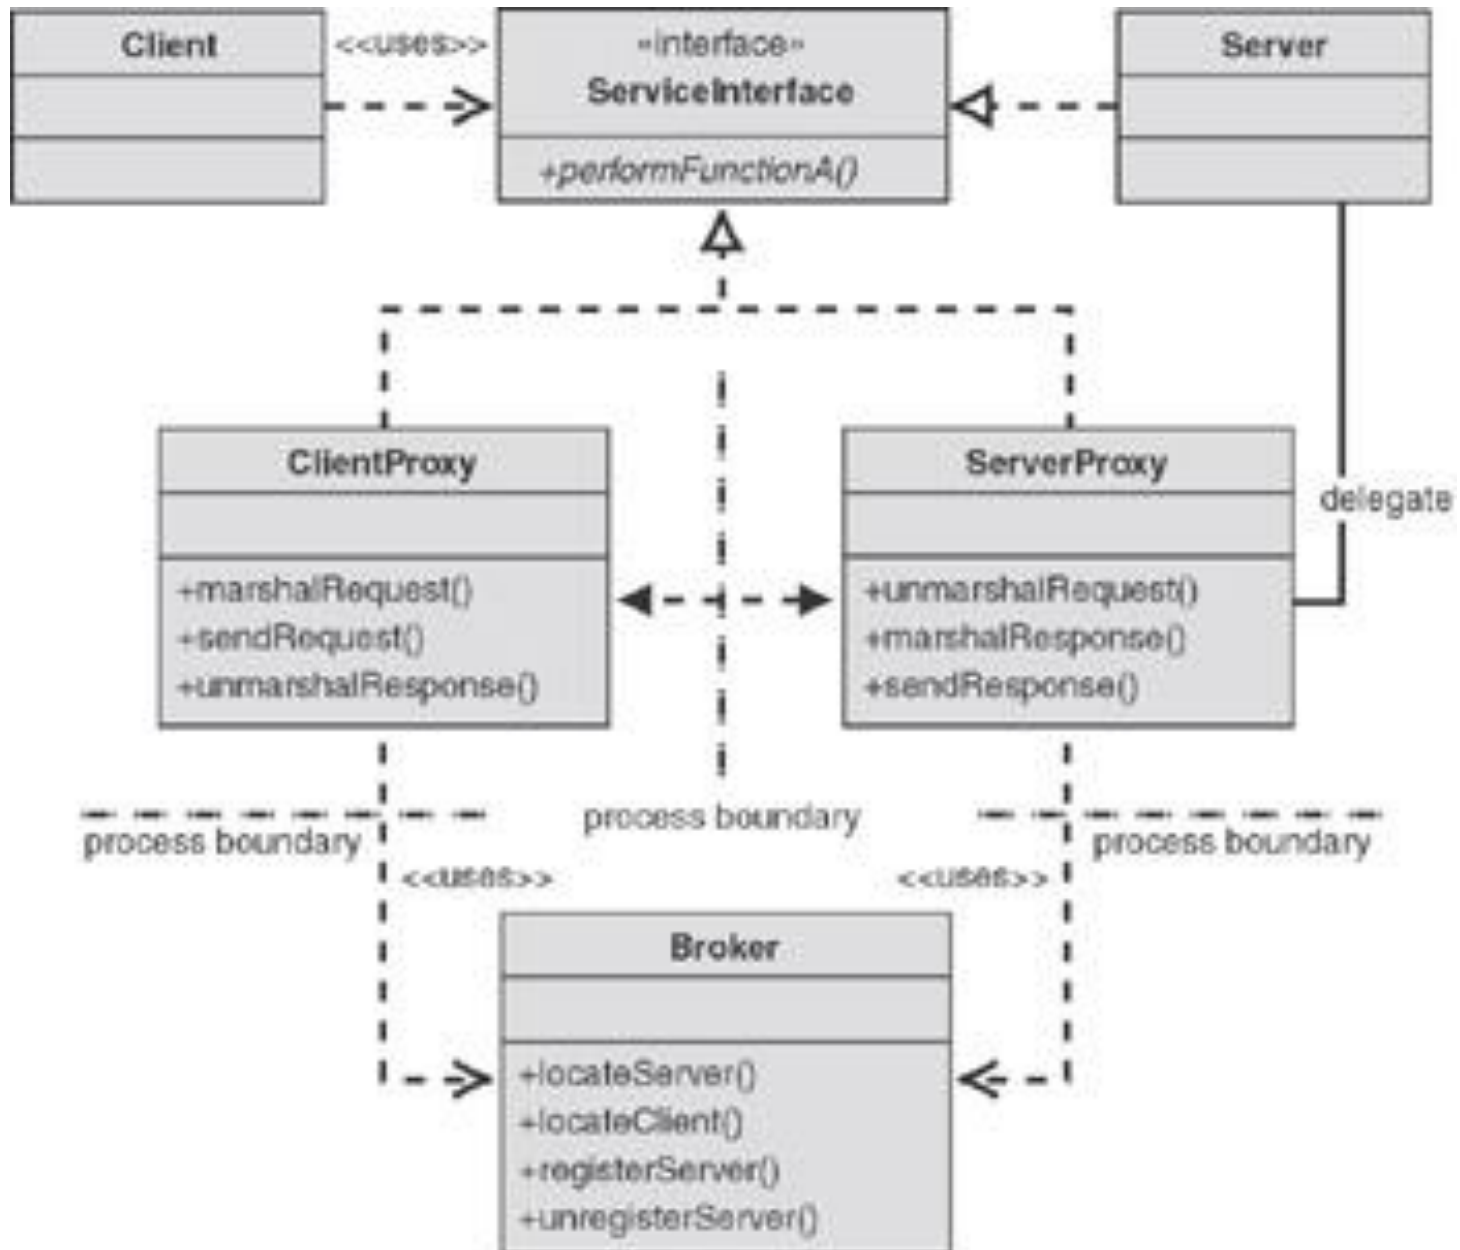 Client
<<uses>>
«interface»
ServiceInterface
+performFunctionA()
Server
ClientProxy
+marshalRequest()
+sendRequest()
+unmarshalResponse()
ServerProxy
+unmarshalRequest()
+marshalResponse()
+sendResponse()
delegate
process boundary
process boundary
process boundary
<<uses>>
<<uses>>
Broker
+locateServer()
+locateClient()
+registerServer()
+unregisterServer()